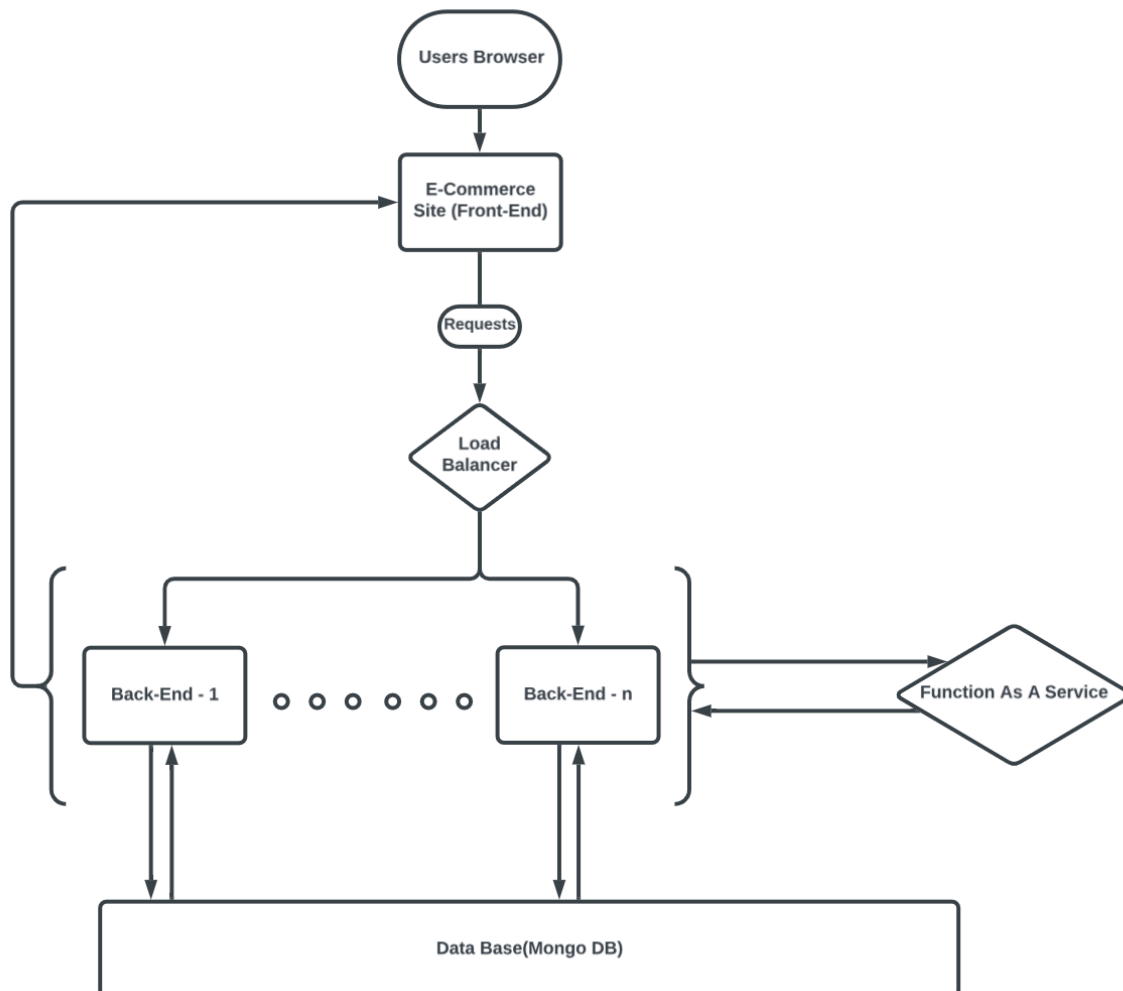 Users Browser
E-Commerce
Site (Front-End)
Requests
Load
Balancer
Back-End - 1
Back-End - n
Function As A Service
Data Base(Mongo DB)